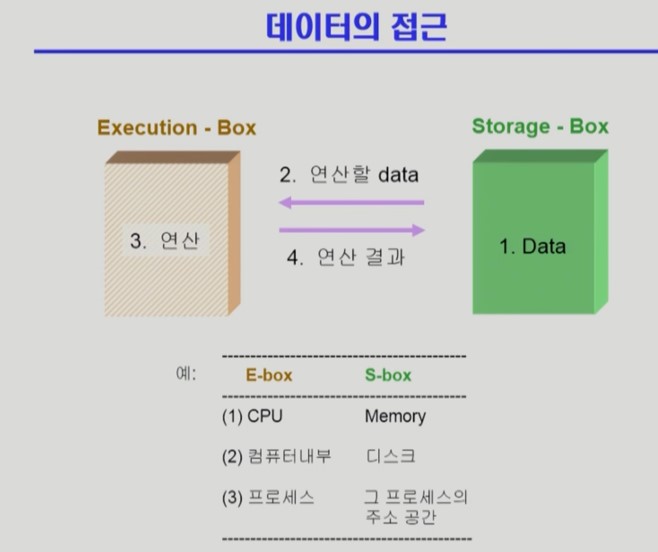 데이터의 접근
Execution - Box
Storage - Box
2. 연산할 data
3. 연산
4. 연산 결과
1. Data
예:
E-box S-box
(1) CPU Memory
(2) 컴퓨터내부 디스크
(3) 프로세스 그 프로세스의
주소 공간